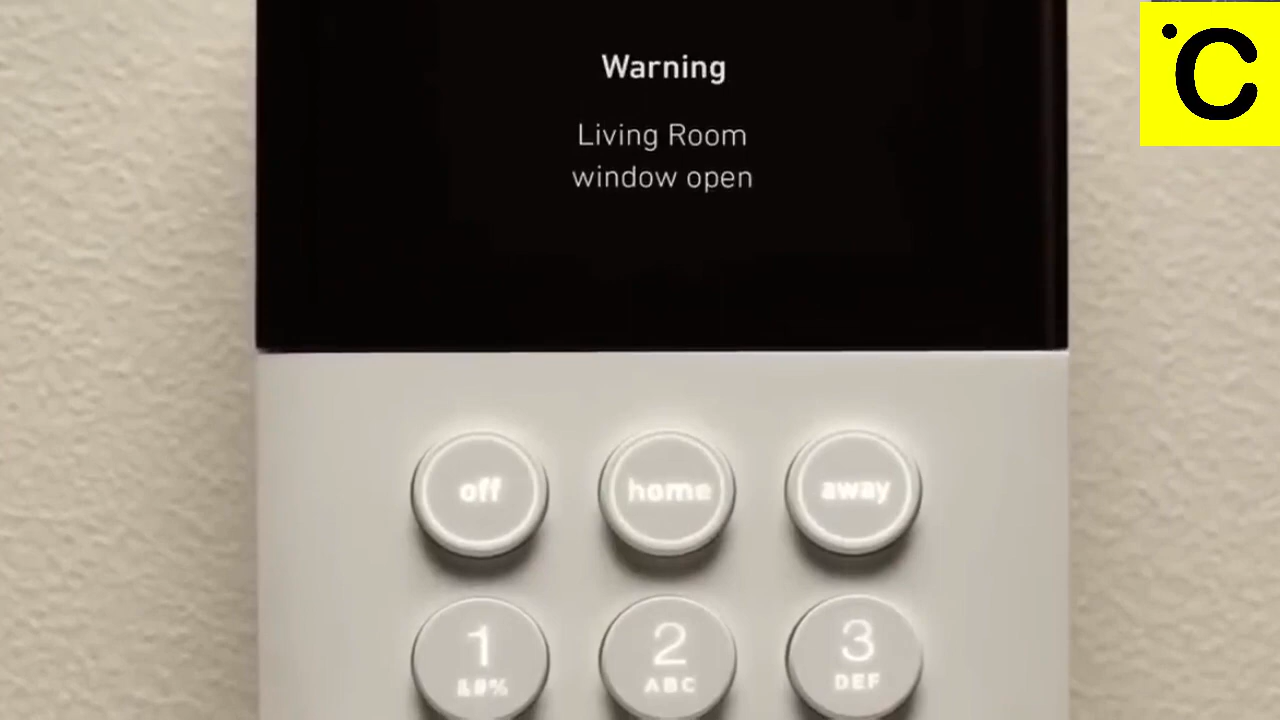 °C
Warning
Living Room
window open
off home away
1 2 3
&#% ABC DEF